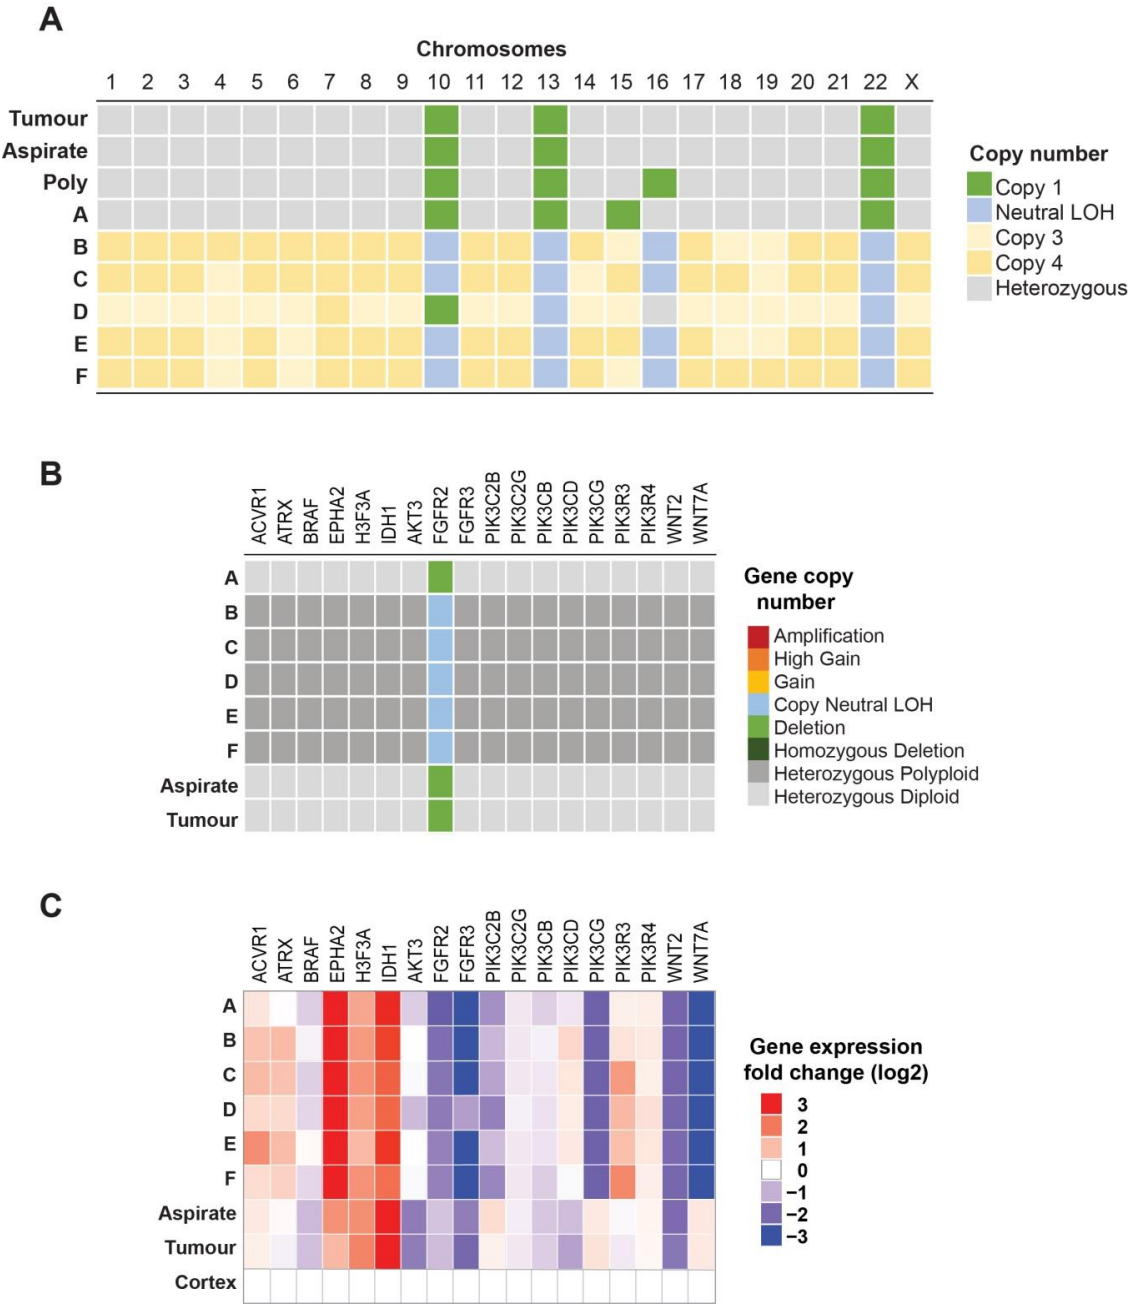 A
Chromosomes
1 2 3 4 5 6 7 8 9 10 11 12 13 14 15 16 17 18 19 20 21 22 X
Tumour
Aspirate
Poly
A
B
C
D
E
F
Copy number
Copy 1
Neutral LOH
Copy 3
Copy 4
Heterozygous
B
ACVR1 ATRX BRAF EPHA2 H3F3A IDH1 AKT3 FGFR2 FGFR3 PIK3C2B PIK3C2G PIK3CB PIK3CD PIK3CG PIK3R3 PIK3R4 WNT2 WNT7A
A
B
C
D
E
F
Aspirate
Tumour
Gene copy
number
Amplification
High Gain
Gain
Copy Neutral LOH
Deletion
Homozygous Deletion
Heterozygous Polyploid
Heterozygous Diploid
C
ACVR1 ATRX BRAF EPHA2 H3F3A IDH1 AKT3 FGFR2 FGFR3 PIK3C2B PIK3C2G PIK3CB PIK3CD PIK3CG PIK3R3 PIK3R4 WNT2 WNT7A
A
B
C
D
E
F
Aspirate
Tumour
Cortex
Gene expression
fold change (log2)
3
2
1
0
−1
−2
−3